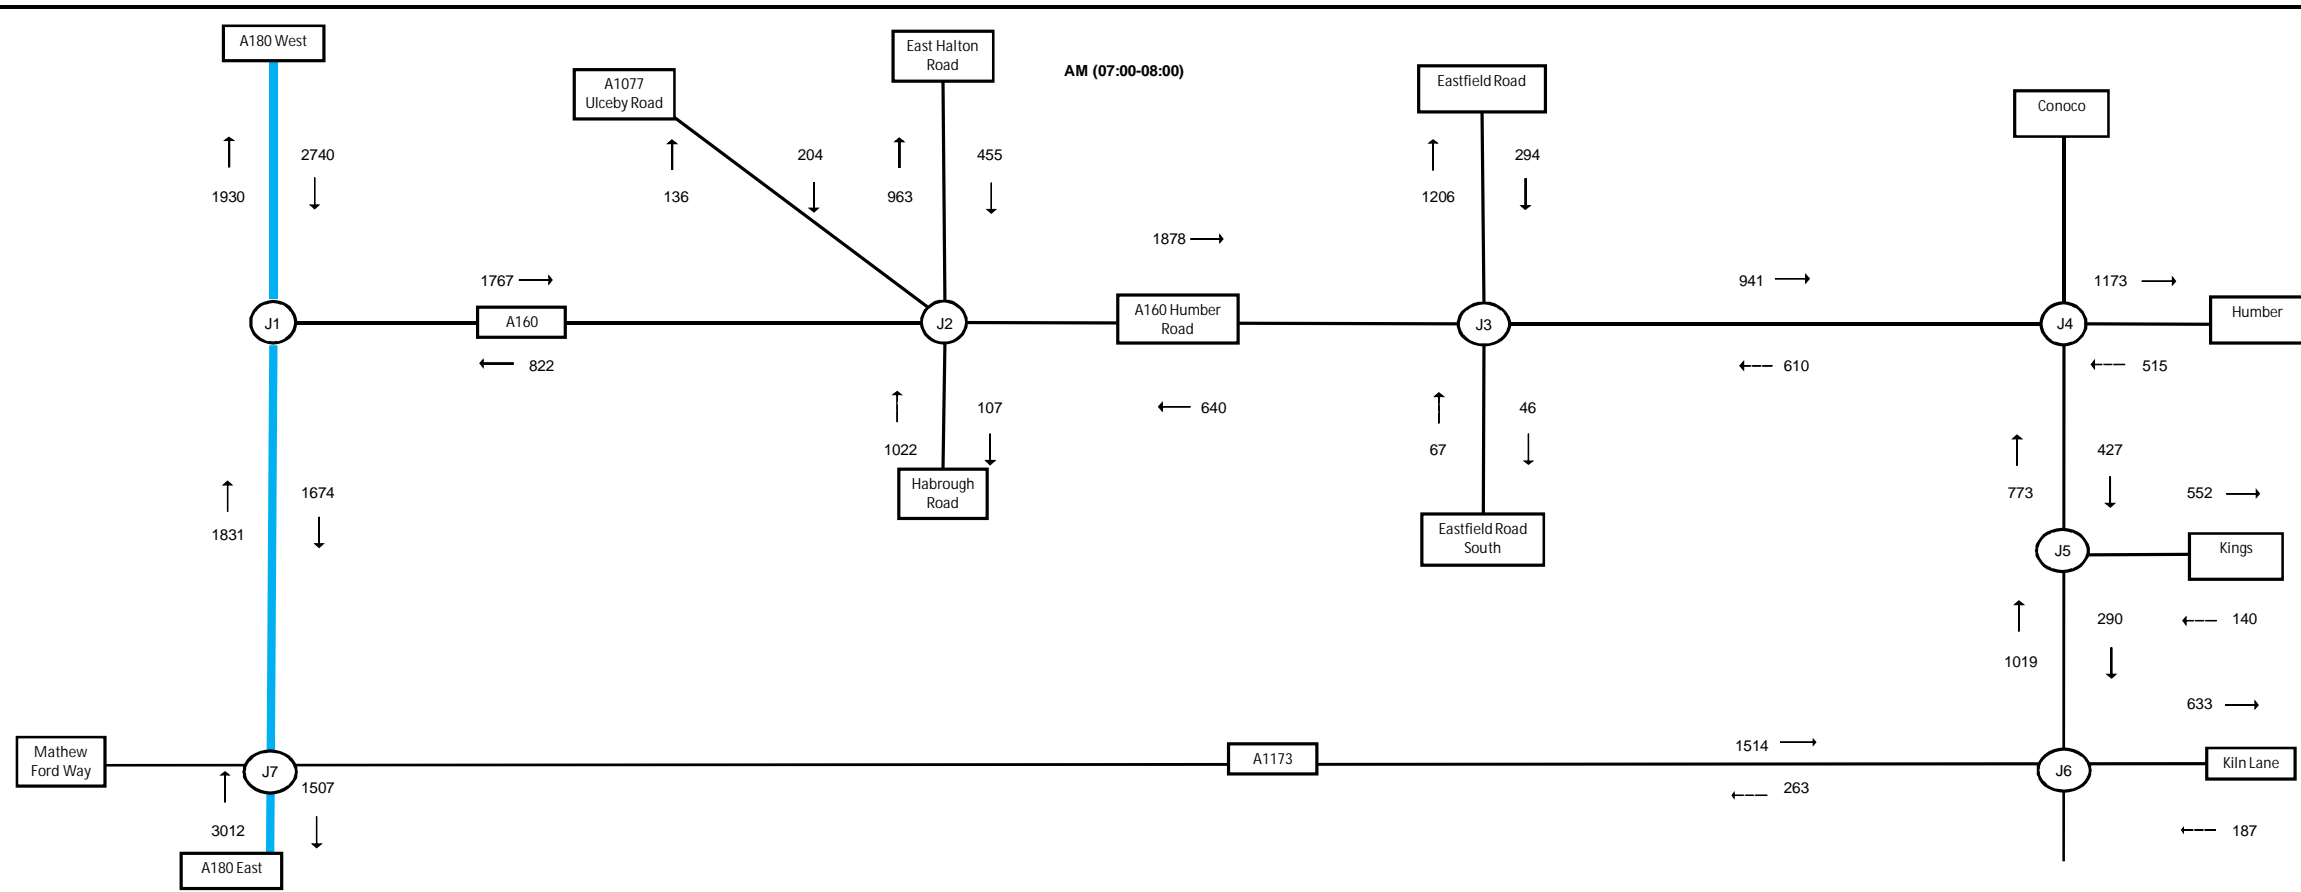 A180 West
East Halton
Road
AM (07:00-08:00)
A1077
Ulceby Road
Eastfield Road
Conoco
2740
204
455
294
1930
136
963
1206
1878
1767
941
1173
J1
A160
J2
A160 Humber
Road
J3
J4
Humber
822
610
515
640
107
46
1022
67
427
Habrough
Road
1674
773
552
1831
Eastfield Road
South
J5
Kings
290
140
1019
633
Mathew
Ford Way
J7
A1173
1514
J6
Kiln Lane
1507
263
3012
187
A180 East